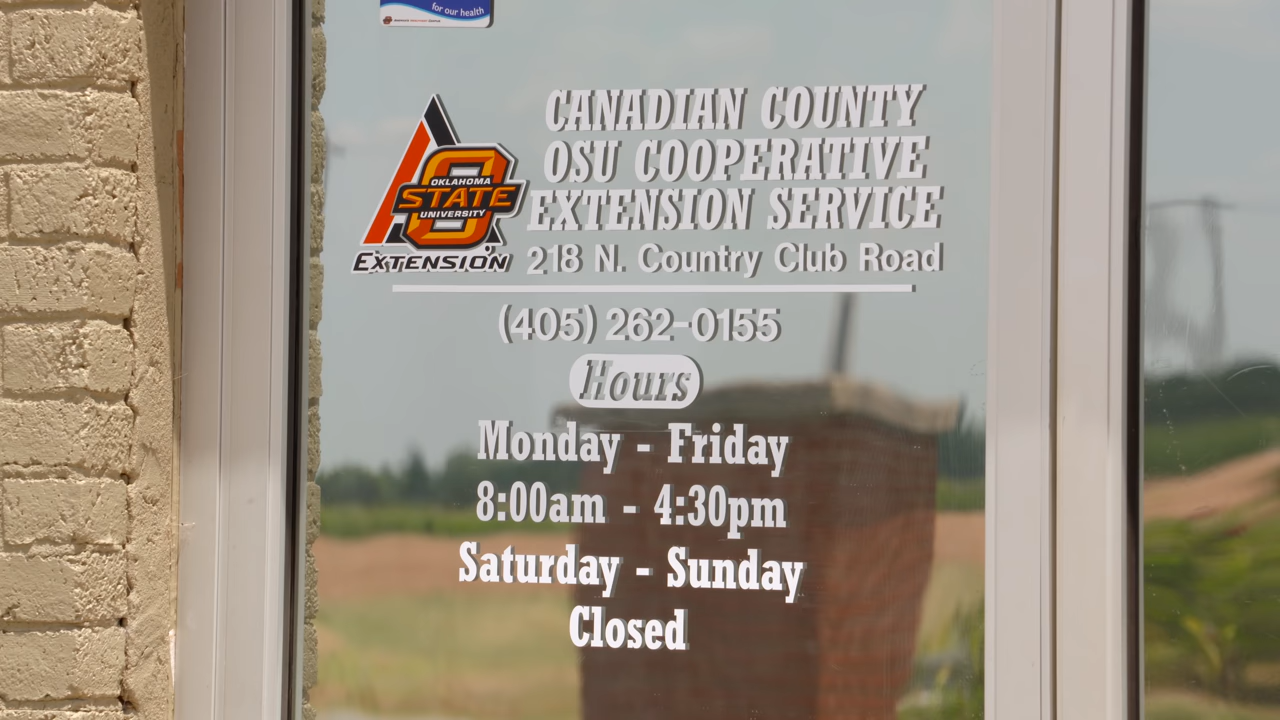 for our health
CANADIAN COUNTY
OSU COOPERATIVE
EXTENSION SERVICE
218 N. Country Club Road
OKLAHOMA
STATE
UNIVERSITY
EXTENSION
(405) 262-0155
Hours
Monday - Friday
8:00am - 4:30pm
Saturday - Sunday
Closed